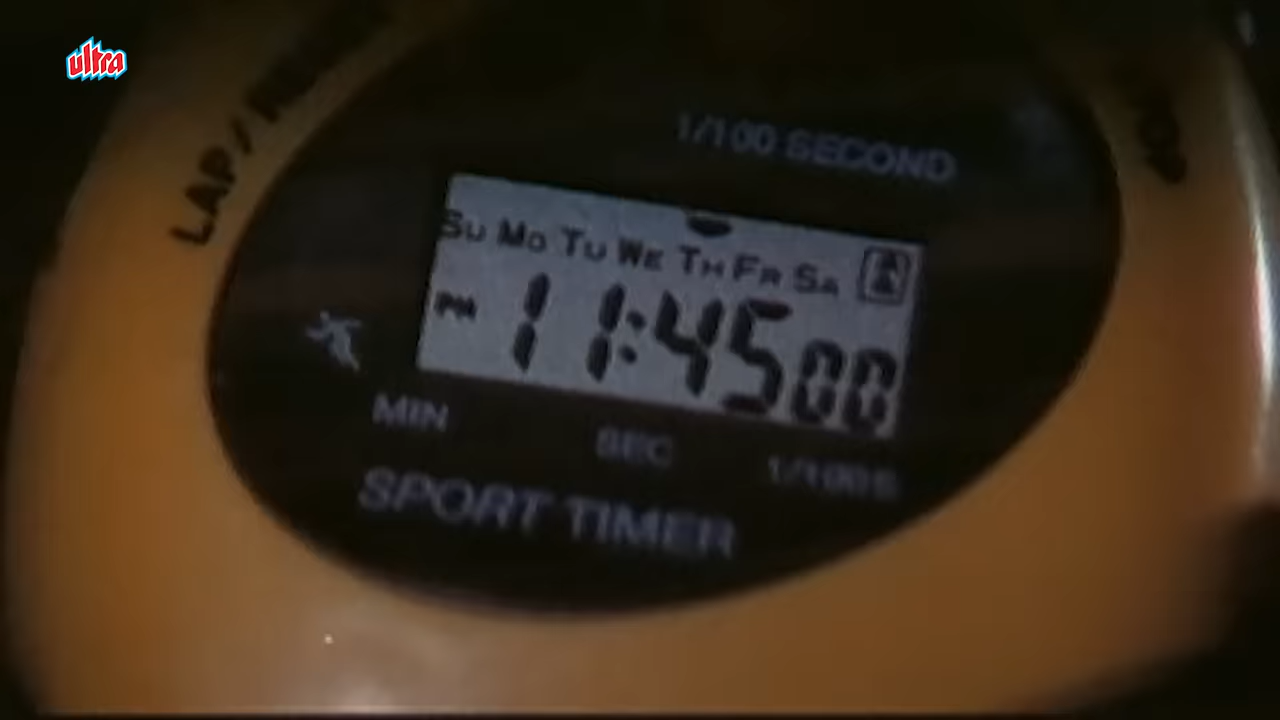 ultra
LAP/
1/100 SECOND
SU MO TU WE TH FR SA
PM 11:45 00
MIN SEC 1/100S
SPORT TIMER